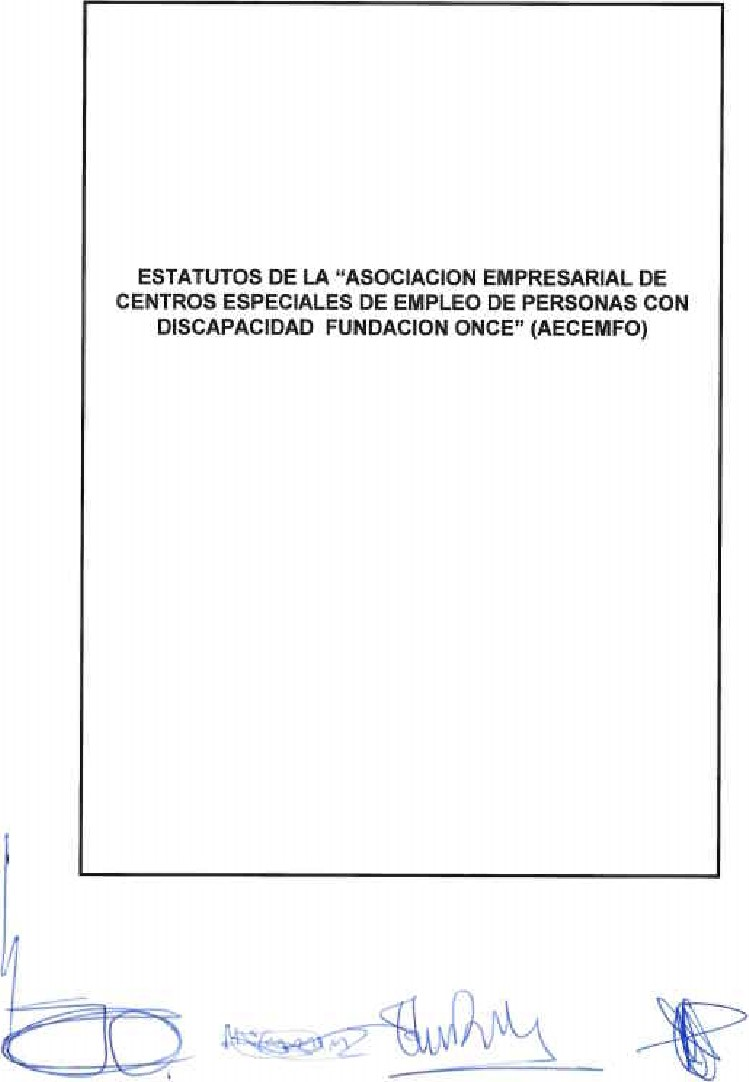 ESTATUTOS DE LA “ASOCIACION EMPRESARIAL DE
CENTROS ESPECIALES DE EMPLEO DE PERSONAS CON
DISCAPACIDAD FUNDACION ONCE” (AECEMFO)